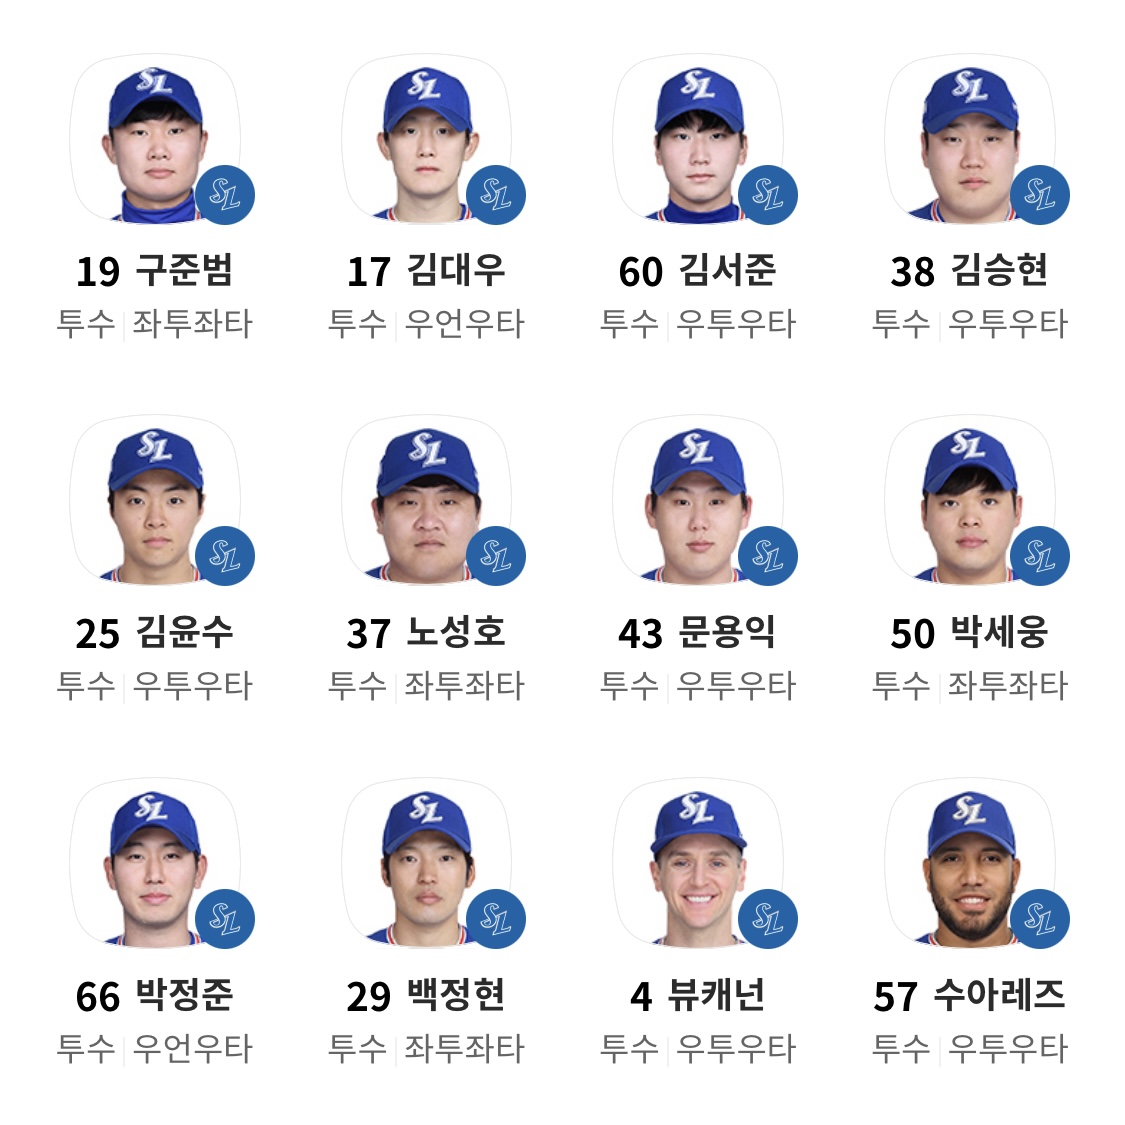 19 구준범
투수 | 좌투좌타
17 김대우
투수 | 우언우타
60 김서준
투수 | 우투우타
38 김승현
투수 | 우투우타
25 김윤수
투수 | 우투우타
37 노성호
투수 | 좌투좌타
43 문용익
투수 | 우투우타
50 박세웅
투수 | 좌투좌타
66 박정준
투수 | 우언우타
29 백정현
투수 | 좌투좌타
4 뷰캐넌
투수 | 우투우타
57 수아레즈
투수 | 우투우타